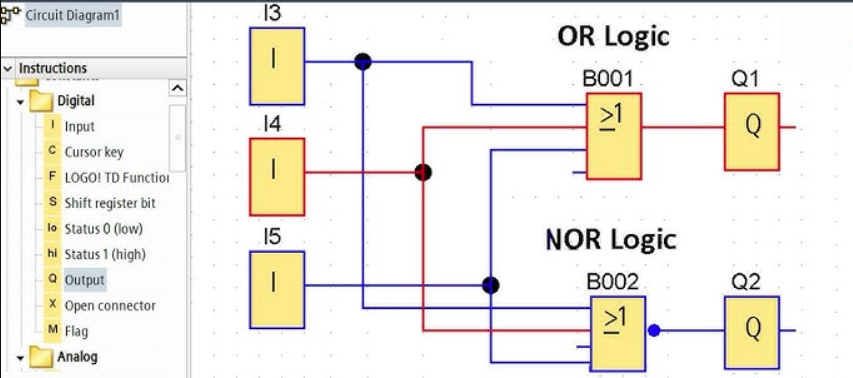 Circuit Diagram1
Instructions
Constants
Digital
I Input
C Cursor key
F LOGO! TD Function
S Shift register bit
lo Status 0 (low)
hi Status 1 (high)
Q Output
X Open connector
M Flag
Analog
I3
I
OR Logic
B001
≥1
Q1
Q
I4
I
I5
I
NOR Logic
B002
≥1
Q2
Q